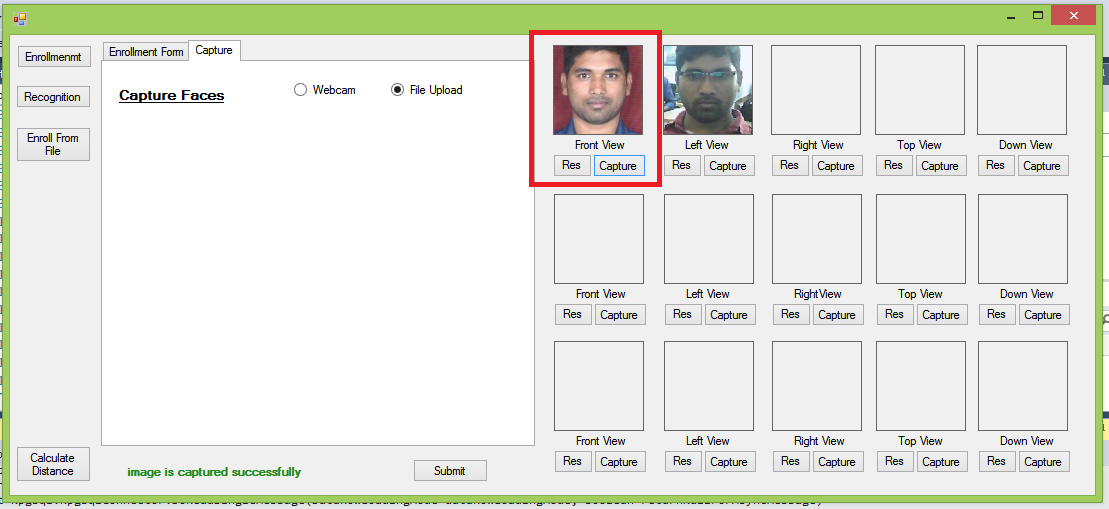 Enrollmenmt
Recognition
Enroll From
File
Calculate
Distance
Enrollment Form
Capture
Capture Faces
Webcam
File Upload
image is captured successfully
Submit
Front View
Left View
Right View
Top View
Down View
Res
Capture
Res
Capture
Res
Capture
Res
Capture
Res
Capture
Front View
Left View
RightView
Top View
Down View
Res
Capture
Res
Capture
Res
Capture
Res
Capture
Res
Capture
Front View
Left View
Right View
Top View
Down View
Res
Capture
Res
Capture
Res
Capture
Res
Capture
Res
Capture